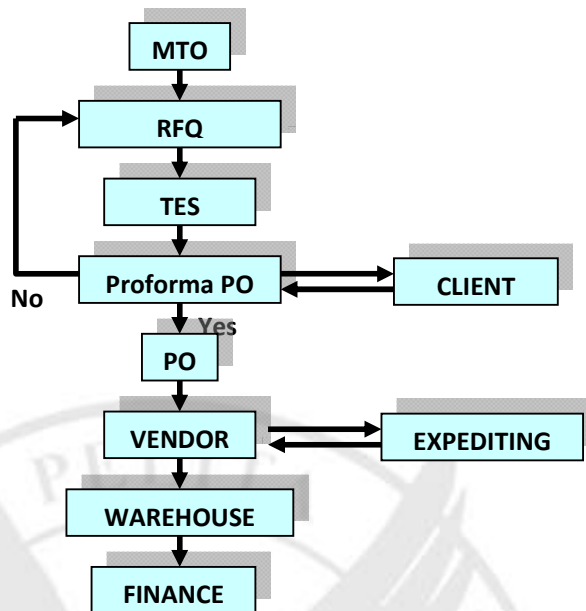 MTO
RFQ
TES
Proforma PO
CLIENT
No
Yes
PO
VENDOR
EXPEDITING
WAREHOUSE
FINANCE